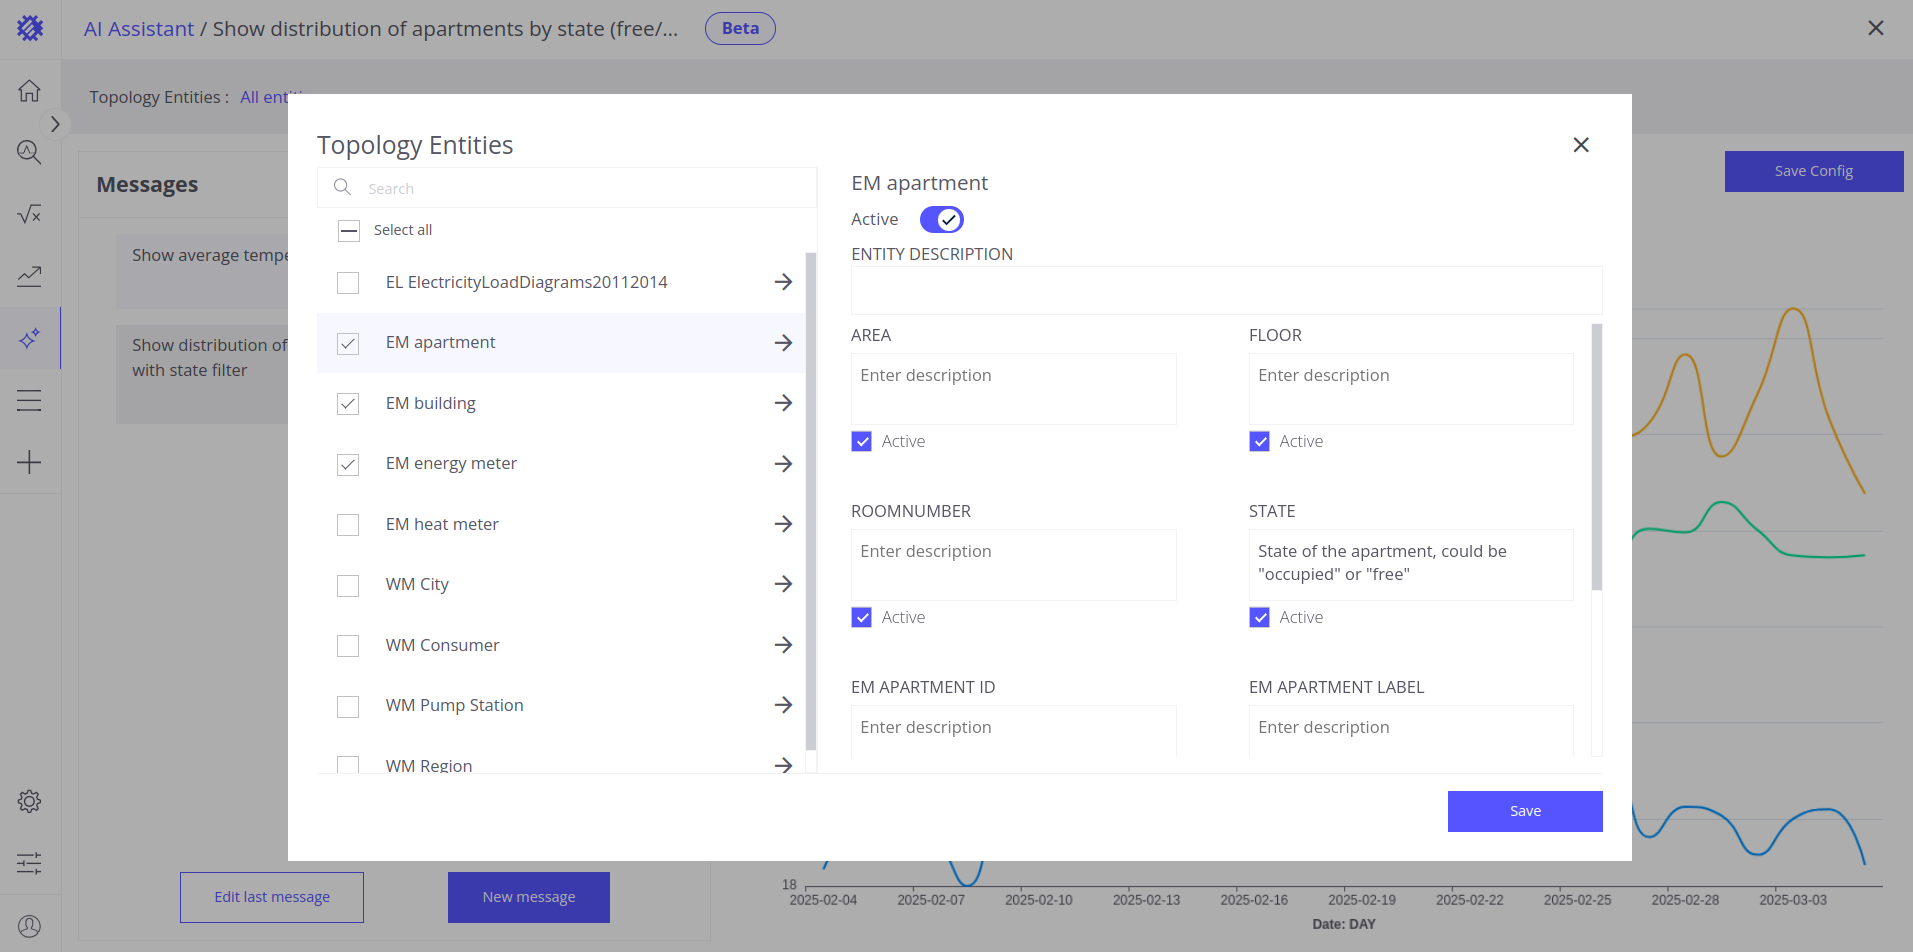 AI Assistant / Show distribution of apartments by state (free/...
Beta
Topology Entities : All enti
Messages
Save Config
Show average tempe
Show distribution of
with state filter
Edit last message
New message
Topology Entities
Search
Select all
EL ElectricityLoadDiagrams20112014
EM apartment
EM building
EM energy meter
EM heat meter
WM City
WM Consumer
WM Pump Station
WM Region
EM apartment
Active
ENTITY DESCRIPTION
AREA
Enter description
Active
FLOOR
Enter description
Active
ROOMNUMBER
Enter description
Active
STATE
State of the apartment, could be
"occupied" or "free"
Active
EM APARTMENT ID
Enter description
EM APARTMENT LABEL
Enter description
Save
18
2025-02-04 2025-02-07 2025-02-10 2025-02-13 2025-02-16 2025-02-19 2025-02-22 2025-02-25 2025-02-28 2025-03-03
Date: DAY